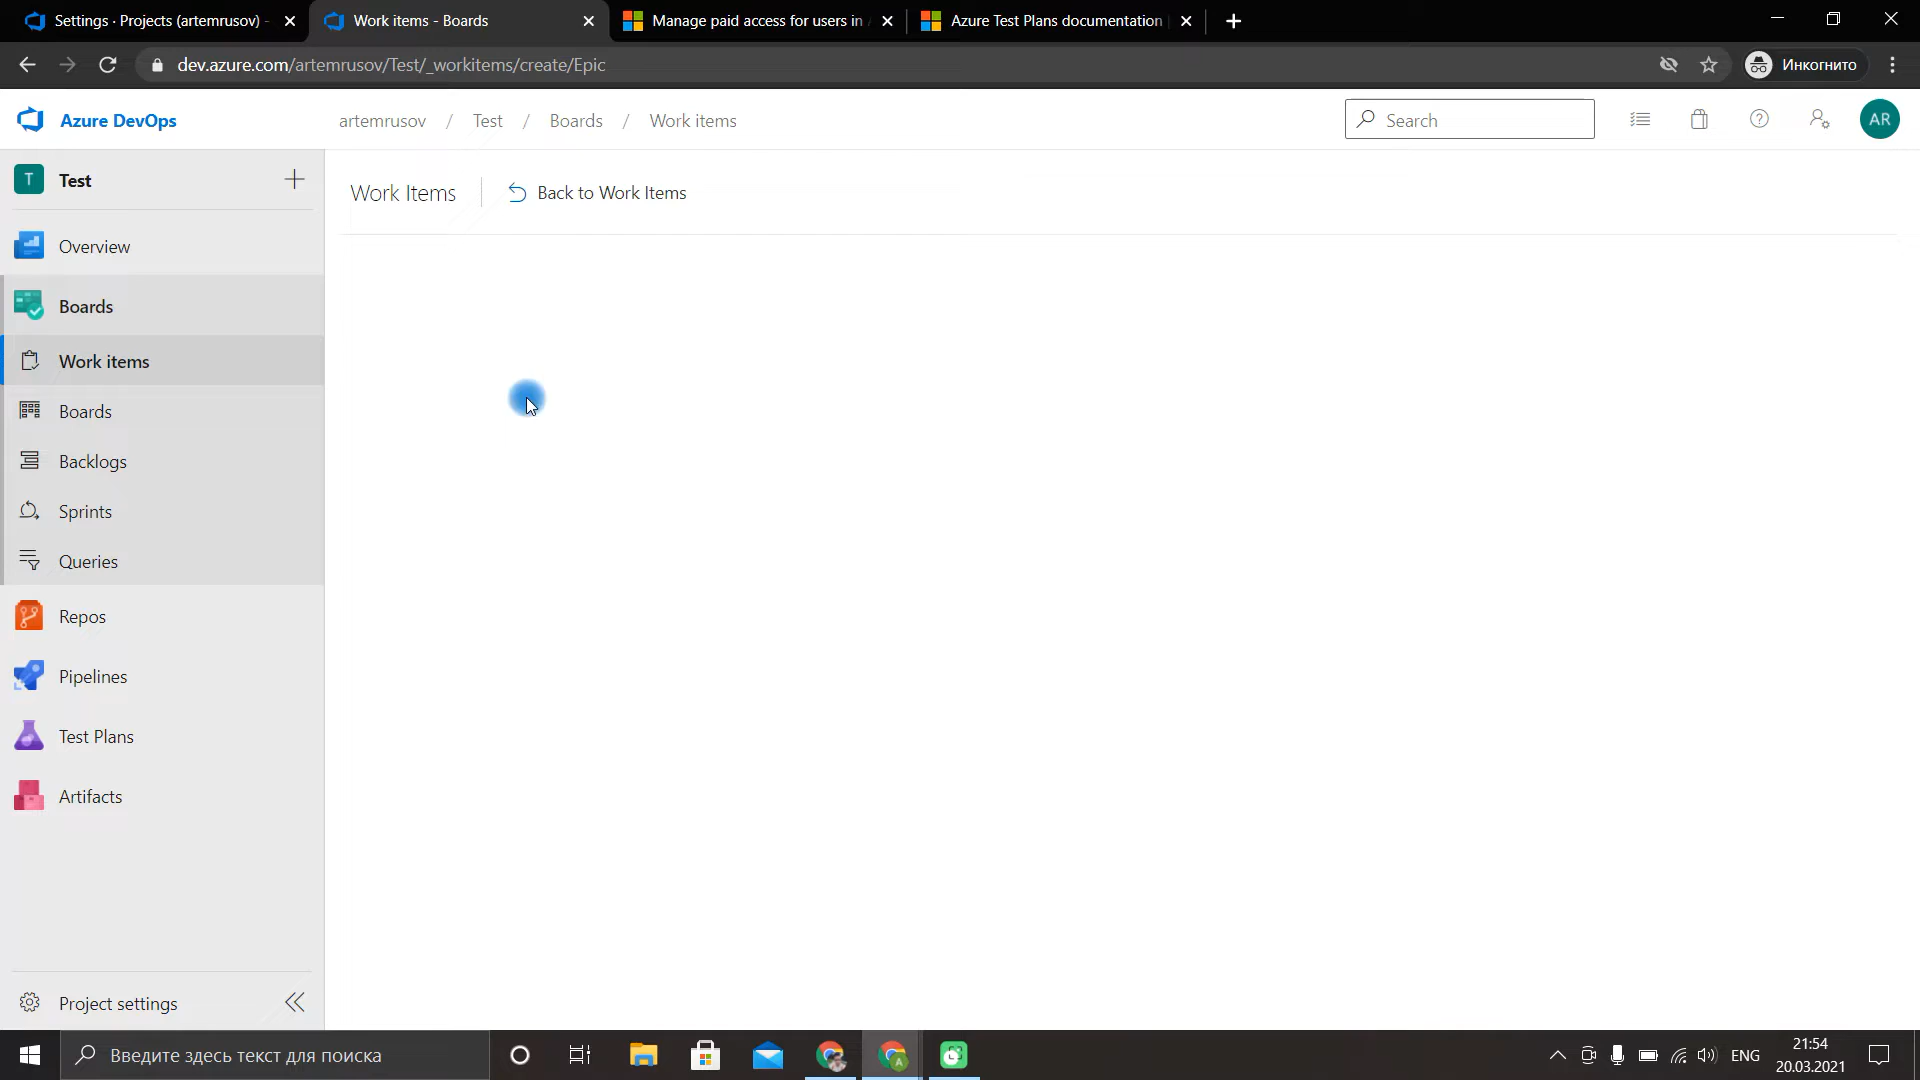 Settings · Projects (artemrusov) -
Work items - Boards
Manage paid access for users in
Azure Test Plans documentation
dev.azure.com/artemrusov/Test/_workitems/create/Epic
Инкогнито
Azure DevOps
artemrusov / Test / Boards / Work items
Search
AR
T Test
Work Items
Back to Work Items
Overview
Boards
Work items
Boards
Backlogs
Sprints
Queries
Repos
Pipelines
Test Plans
Artifacts
Project settings
Введите здесь текст для поиска
ENG
21:54
20.03.2021